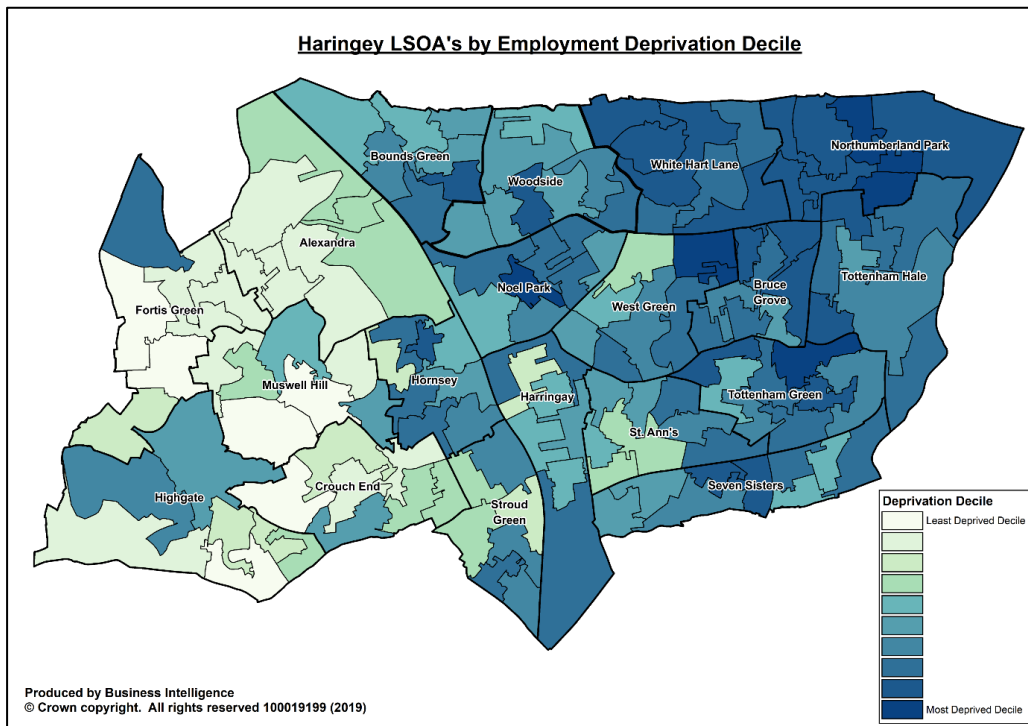 Haringey LSOA's by Employment Deprivation Decile
Northumberland Park
White Hart Lane
Bounds Green
Woodside
Alexandra
Tottenham Hale
Noel Park
Bruce
Grove
West Green
Fortis Green
Muswell Hill
Hornsey
Harringay
Tottenham Green
St. Ann's
Seven Sisters
Crouch End
Highgate
Stroud
Green
Deprivation Decile
Least Deprived Decile
Most Deprived Decile
Produced by Business Intelligence
© Crown copyright. All rights reserved 100019199 (2019)